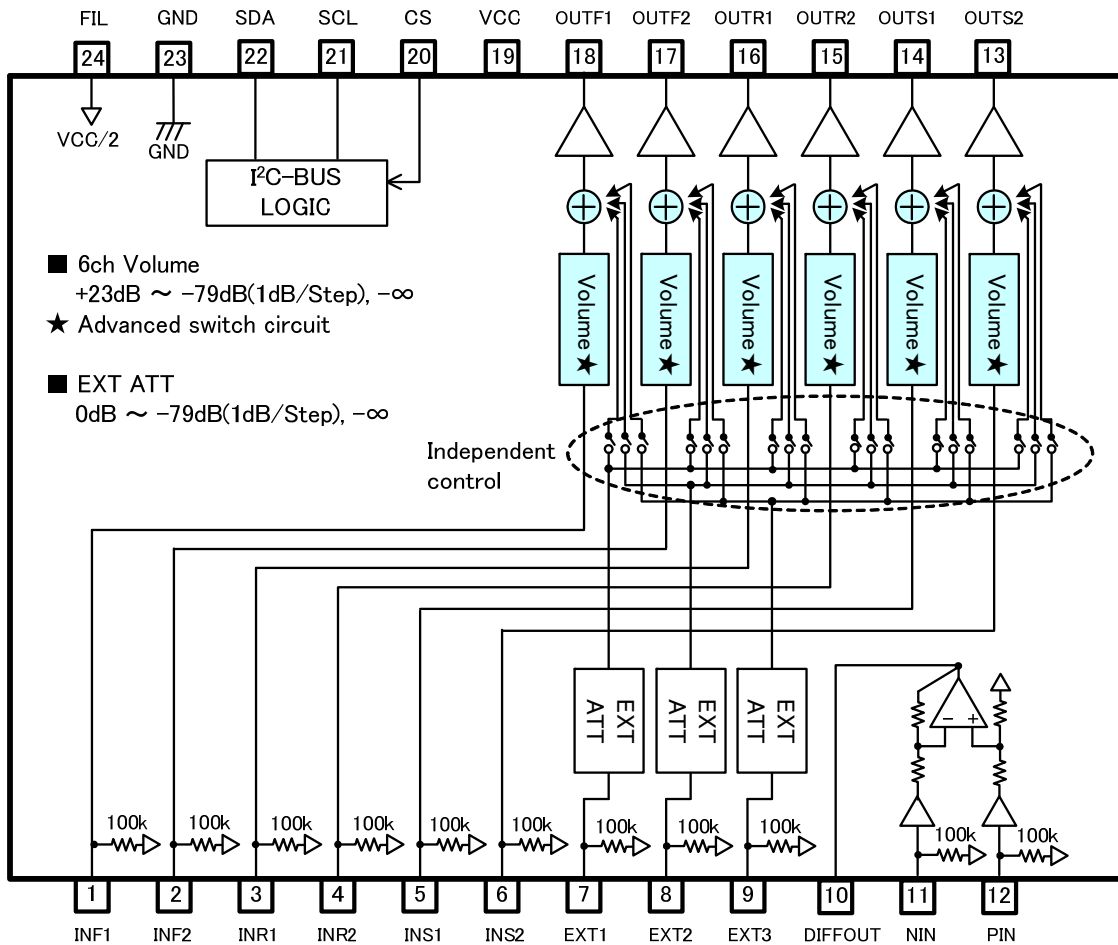 FIL GND SDA SCL CS VCC OUTF1 OUTF2 OUTR1 OUTR2 OUTS1 OUTS2
24 23 22 21 20 19 18 17 16 15 14 13
VCC/2
GND
I²C-BUS
LOGIC
■ 6ch Volume
+23dB ～ −79dB(1dB/Step), −∞
★ Advanced switch circuit
■ EXT ATT
0dB ～ −79dB(1dB/Step), −∞
Volume★ Volume★ Volume★ Volume★ Volume★ Volume★
Independent
control
EXT
ATT
EXT
ATT
EXT
ATT
− +
100k 100k 100k 100k 100k 100k 100k 100k 100k 100k 100k
1 2 3 4 5 6 7 8 9 10 11 12
INF1 INF2 INR1 INR2 INS1 INS2 EXT1 EXT2 EXT3 DIFFOUT NIN PIN